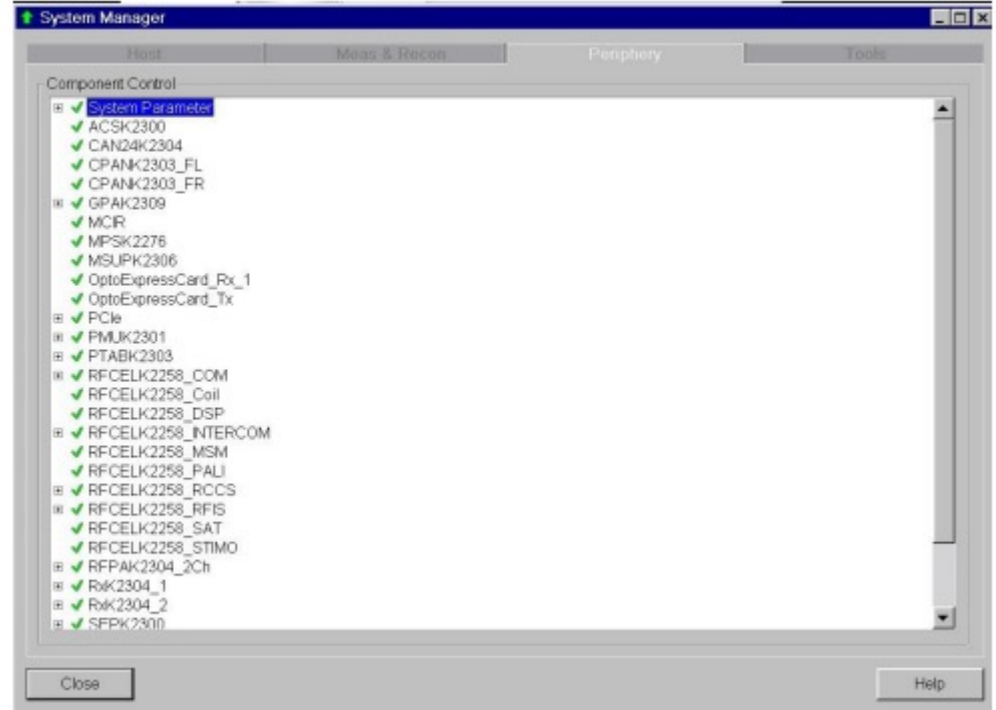 System Manager
Host Meas & Recon Periphery Tools
Component Control
System Parameter
ACSK2300
CAN24K2304
CPANK2303_FL
CPANK2303_FR
GPAK2309
MCIR
MPSK2276
MSUPK2306
OptoExpressCard_Rx_1
OptoExpressCard_Tx
PCIe
PMUK2301
PTABK2303
RFCELK2258_COM
RFCELK2258_Coil
RFCELK2258_DSP
RFCELK2258_INTERCOM
RFCELK2258_MSM
RFCELK2258_PALI
RFCELK2258_RCCS
RFCELK2258_RFIS
RFCELK2258_SAT
RFCELK2258_STIMO
RFPAK2304_2Ch
RxK2304_1
RxK2304_2
SEPK2300
Close Help